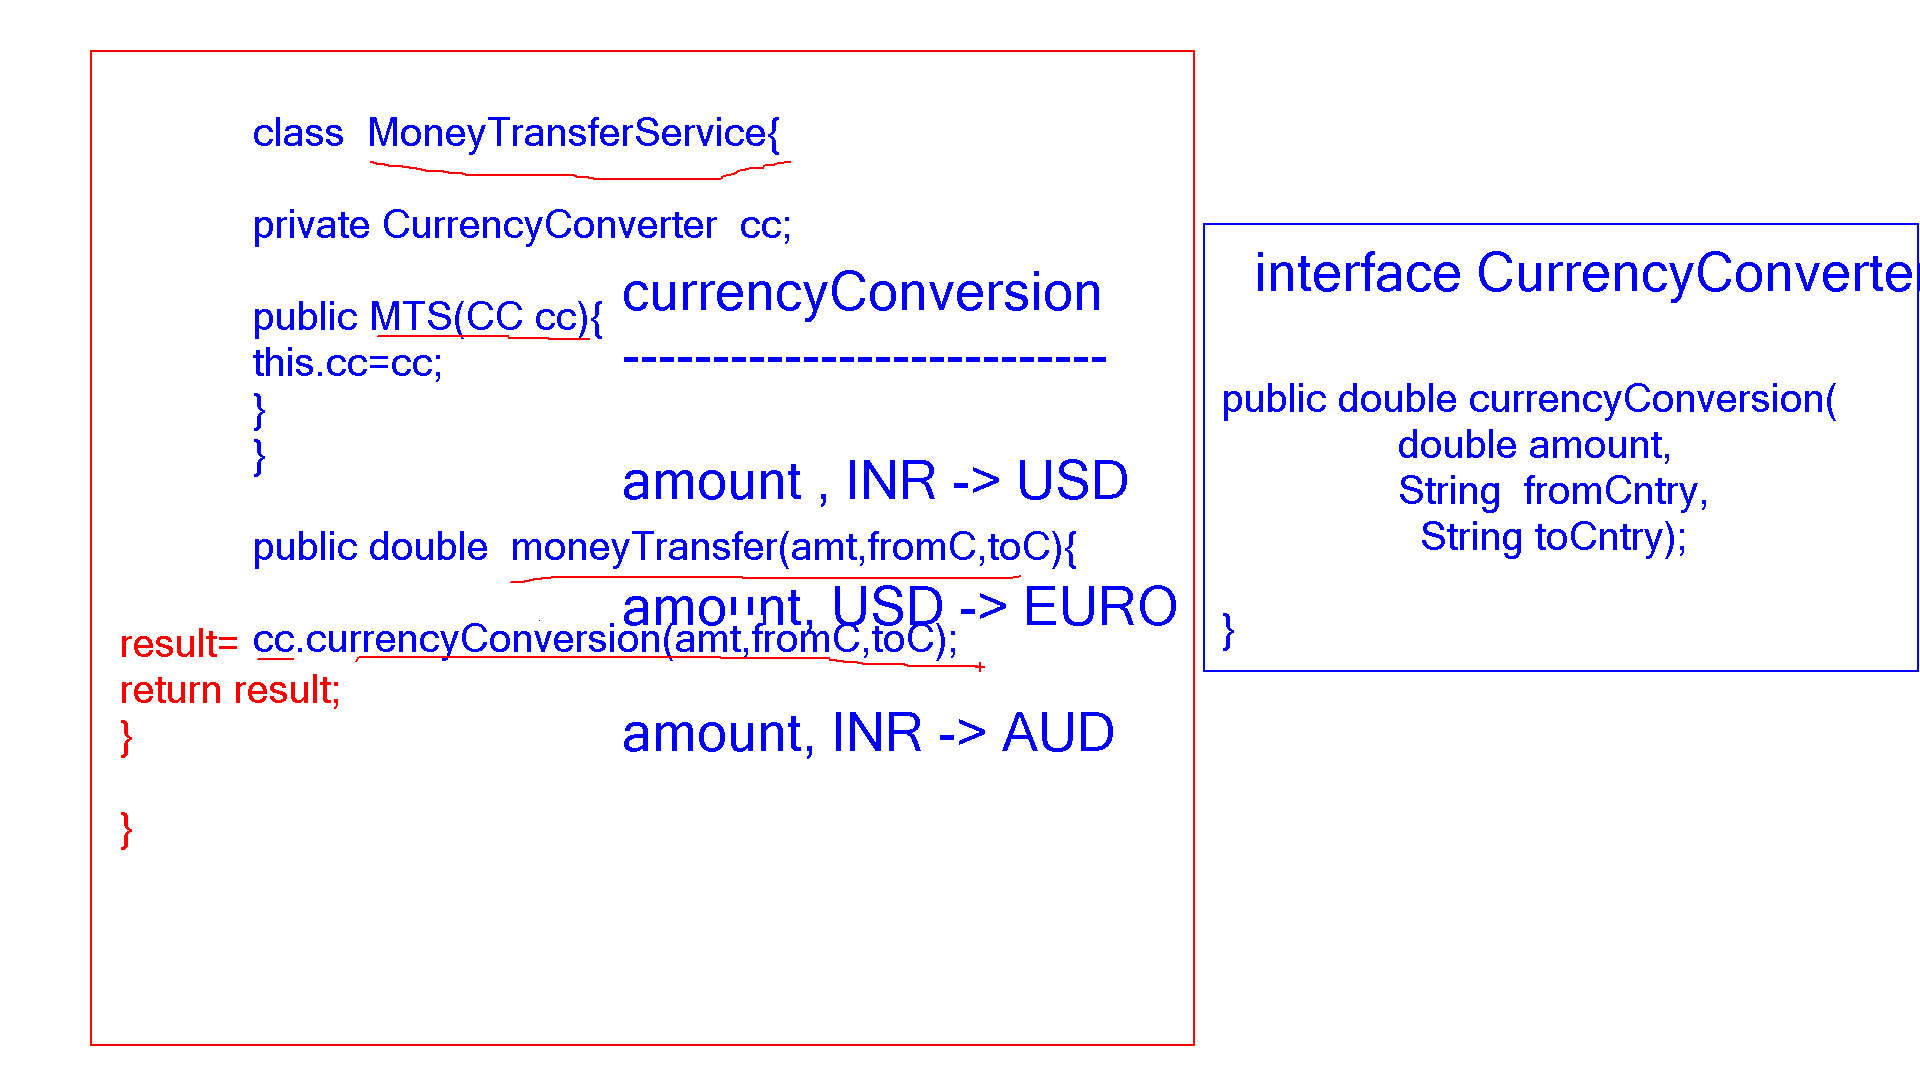 class  MoneyTransferService{
private CurrencyConverter  cc;
public MTS(CC cc){
this.cc=cc;
}
}
public double  moneyTransfer(amt,fromC,toC){
result= cc.currencyConversion(amt,fromC,toC);
return result;
}
}
currencyConversion
---------------------------
amount , INR -> USD
amount, USD -> EURO
amount, INR -> AUD
interface CurrencyConverter
public double currencyConversion(
double amount,
String  fromCntry,
String toCntry);
}